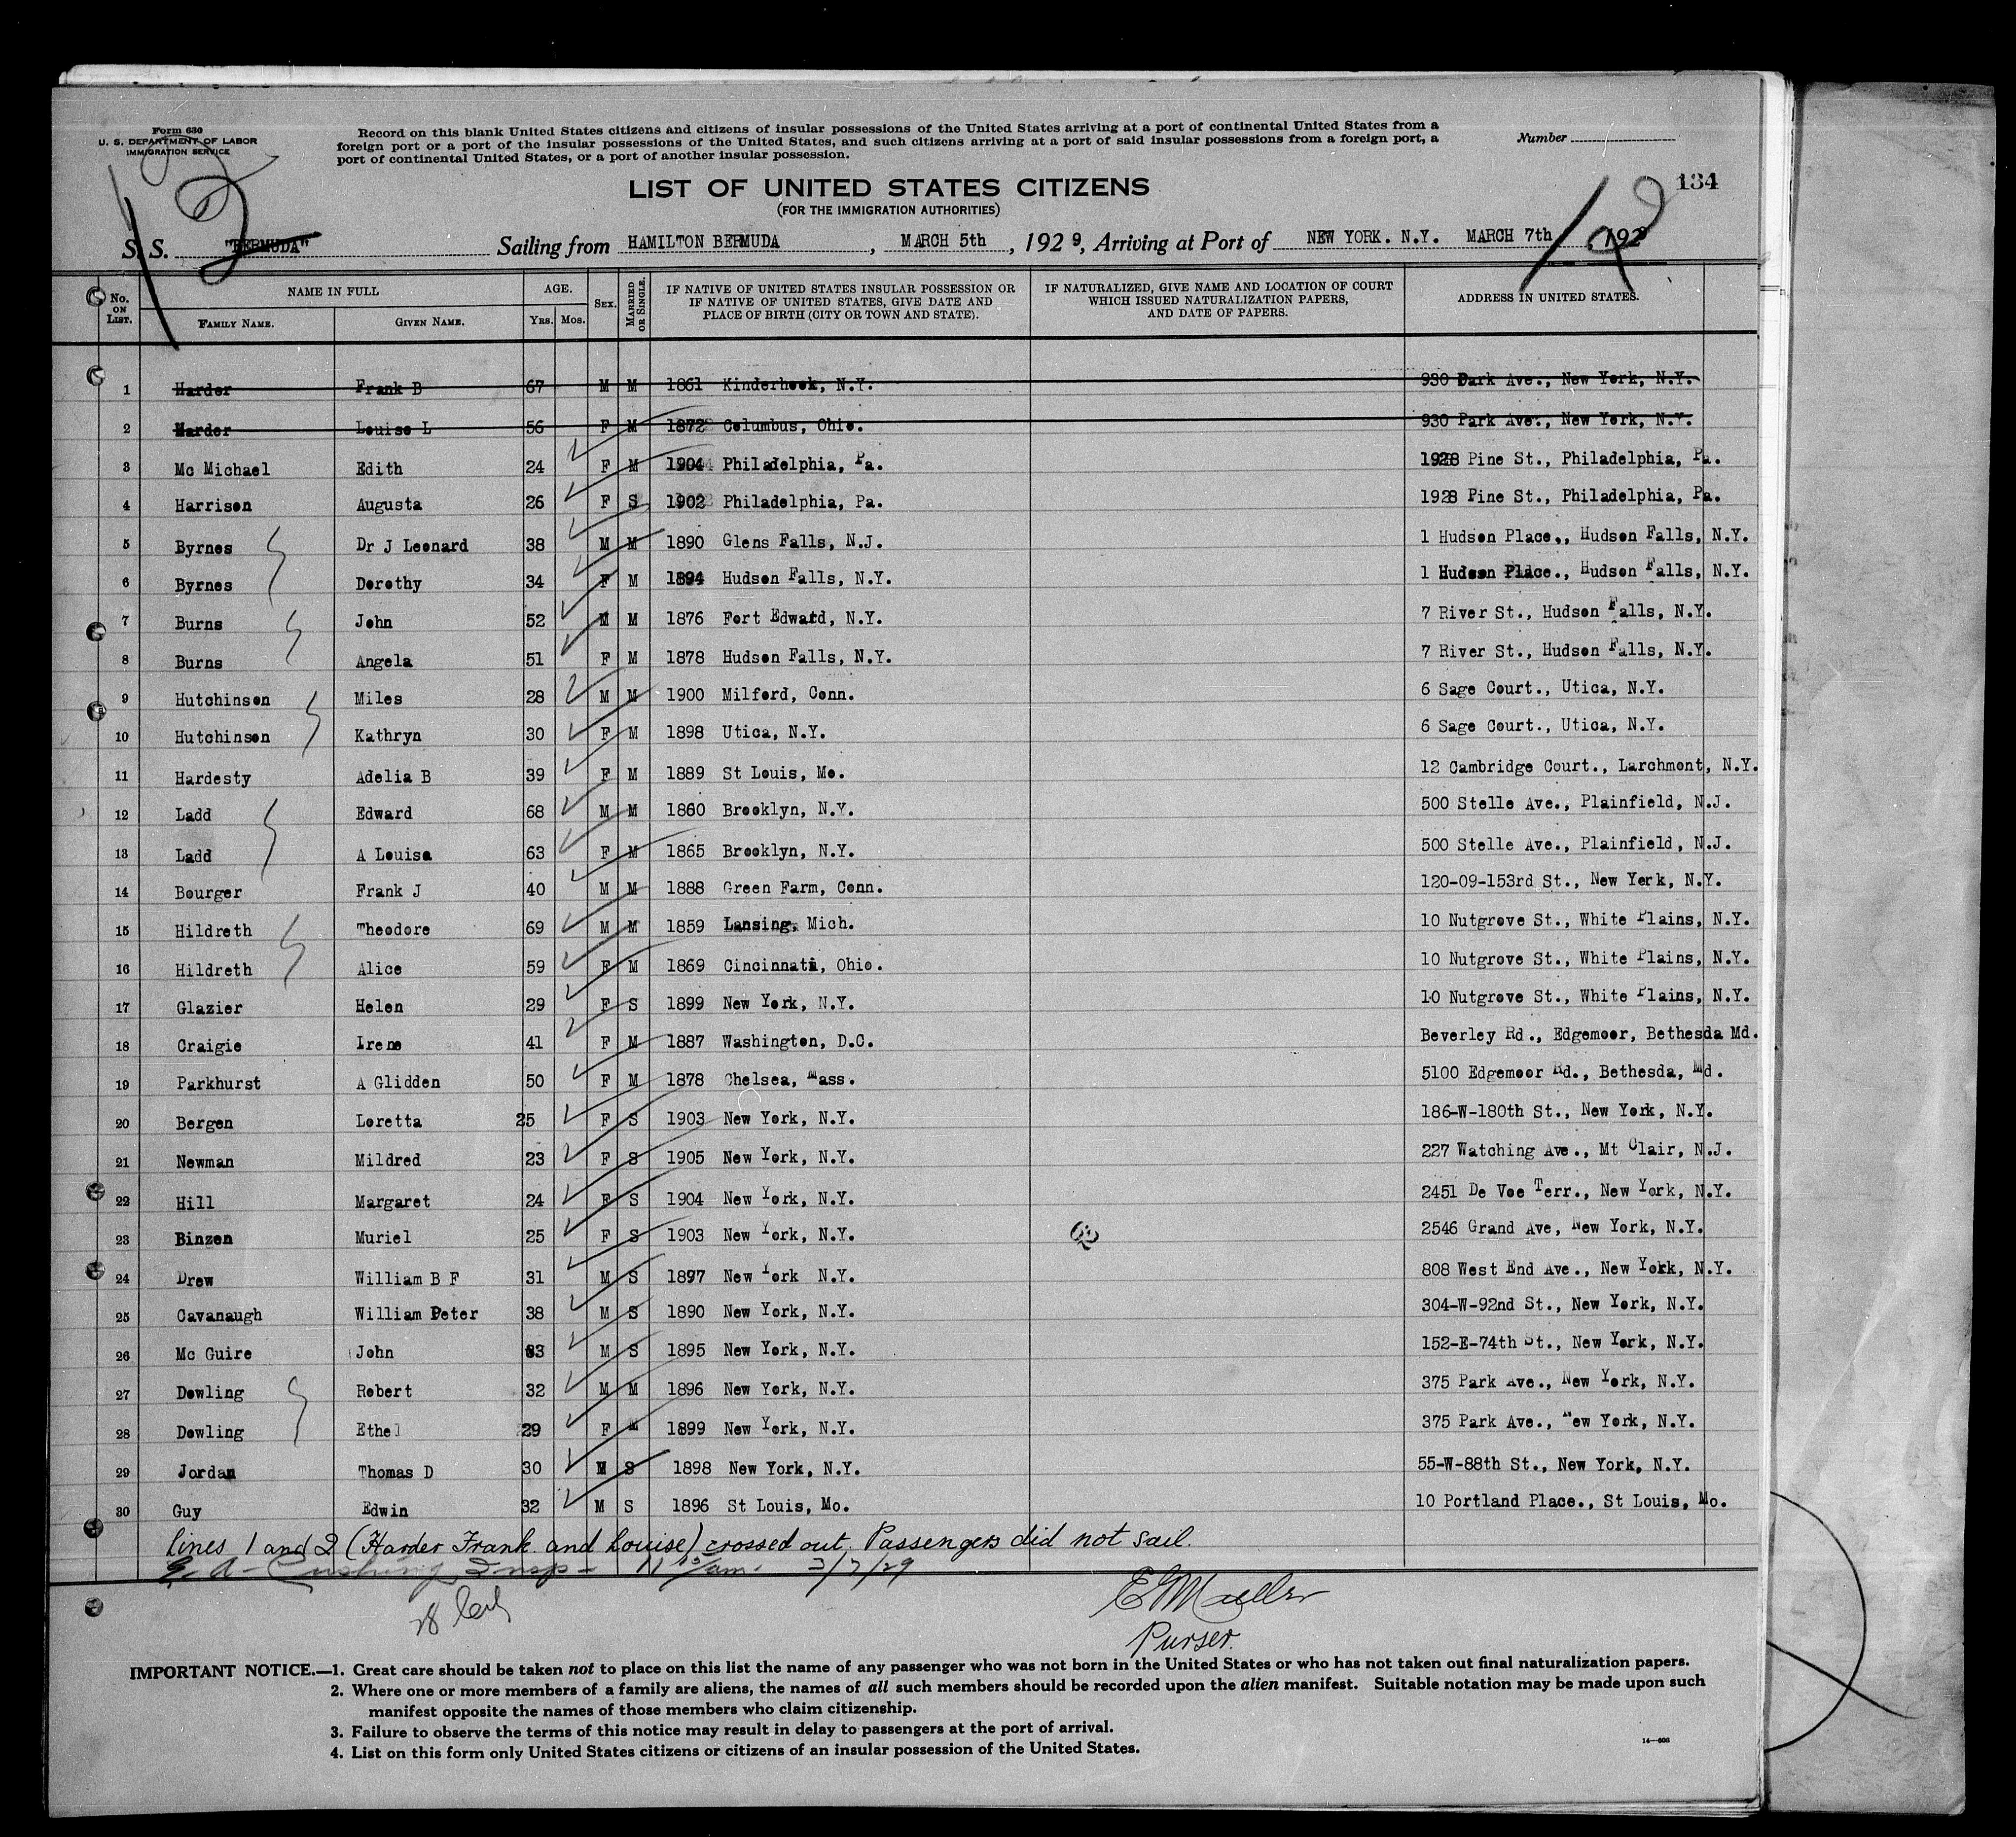 Form 630
U. S. DEPARTMENT OF LABOR
IMMIGRATION SERVICE
Record on this blank United States citizens and citizens of insular possessions of the United States arriving at a port of continental United States from a
foreign port or a port of the insular possessions of the United States, and such citizens arriving at a port of said insular possessions from a foreign port, a
port of continental United States, or a port of another insular possession.
Number
134
LIST OF UNITED STATES CITIZENS
(FOR THE IMMIGRATION AUTHORITIES)
S. S. "BERMUDA" Sailing from HAMILTON BERMUDA, MARCH 5th, 1929, Arriving at Port of NEW YORK. N.Y. MARCH 7th, 1929
No. ON LIST. NAME IN FULL FAMILY NAME. GIVEN NAME. AGE. Yrs. Mos. SEX. MARRIED OR SINGLE. IF NATIVE OF UNITED STATES INSULAR POSSESSION OR IF NATIVE OF UNITED STATES, GIVE DATE AND PLACE OF BIRTH (CITY OR TOWN AND STATE). IF NATURALIZED, GIVE NAME AND LOCATION OF COURT WHICH ISSUED NATURALIZATION PAPERS, AND DATE OF PAPERS. ADDRESS IN UNITED STATES.
1 Harder Frank B 67 M M 1861 Kinderhook, N.Y. 930 Park Ave., New York, N.Y.
2 Harder Louise L 56 F M 1872 Columbus, Ohio. 930 Park Ave., New York, N.Y.
3 Mc Michael Edith 24 F M 1904 Philadelphia, Pa. 1928 Pine St., Philadelphia, Pa.
4 Harrison Augusta 26 F S 1902 Philadelphia, Pa. 1928 Pine St., Philadelphia, Pa.
5 Byrnes Dr J Leonard 38 M M 1890 Glens Falls, N.J. 1 Hudson Place., Hudson Falls, N.Y.
6 Byrnes Dorothy 34 F M 1894 Hudson Falls, N.Y. 1 Hudson Place., Hudson Falls, N.Y.
7 Burns John 52 M M 1876 Fort Edward, N.Y. 7 River St., Hudson Falls, N.Y.
8 Burns Angela 51 F M 1878 Hudson Falls, N.Y. 7 River St., Hudson Falls, N.Y.
9 Hutchinson Miles 28 M M 1900 Milford, Conn. 6 Sage Court., Utica, N.Y.
10 Hutchinson Kathryn 30 F M 1898 Utica, N.Y. 6 Sage Court., Utica, N.Y.
11 Hardesty Adelia B 39 F M 1889 St Louis, Mo. 12 Cambridge Court., Larchmont, N.Y.
12 Ladd Edward 68 M M 1860 Brooklyn, N.Y. 500 Stelle Ave., Plainfield, N.J.
13 Ladd A Louisa 63 F M 1865 Brooklyn, N.Y. 500 Stelle Ave., Plainfield, N.J.
14 Bourger Frank J 40 M M 1888 Green Farm, Conn. 120-09-153rd St., New York, N.Y.
15 Hildreth Theodore 69 M M 1859 Lansing, Mich. 10 Nutgrove St., White Plains, N.Y.
16 Hildreth Alice 59 F M 1869 Cincinnati, Ohio. 10 Nutgrove St., White Plains, N.Y.
17 Glazier Helen 29 F S 1899 New York, N.Y. 10 Nutgrove St., White Plains, N.Y.
18 Craigie Irene 41 F M 1887 Washington, D.C. Beverley Rd., Edgemoor, Bethesda Md.
19 Parkhurst A Glidden 50 F M 1878 Chelsea, Mass. 5100 Edgemoor Rd., Bethesda, Md.
20 Bergen Loretta 25 F S 1903 New York, N.Y. 186-W-180th St., New York, N.Y.
21 Newman Mildred 23 F S 1905 New York, N.Y. 227 Watching Ave., Mt Clair, N.J.
22 Hill Margaret 24 F S 1904 New York, N.Y. 2451 De Voe Terr., New York, N.Y.
23 Binzen Muriel 25 F S 1903 New York, N.Y. 62 2546 Grand Ave, New York, N.Y.
24 Drew William B F 31 M S 1897 New York N.Y. 808 West End Ave., New York, N.Y.
25 Cavanaugh William Peter 38 M S 1890 New York, N.Y. 304-W-92nd St., New York, N.Y.
26 Mc Guire John 33 M S 1895 New York, N.Y. 152-E-74th St., New York, N.Y.
27 Dowling Robert 32 M M 1896 New York, N.Y. 375 Park Ave., New York, N.Y.
28 Dowling Ethel 29 F M 1899 New York, N.Y. 375 Park Ave., New York, N.Y.
29 Jordan Thomas D 30 M S 1898 New York, N.Y. 55-W-88th St., New York, N.Y.
30 Guy Edwin 32 M S 1896 St Louis, Mo. 10 Portland Place., St Louis, Mo.
Lines 1 and 2 (Harder Frank and Louise) crossed out. Passengers did not sail.
Cushing Insp - 11 15/am. 3/7/29
Purser.
IMPORTANT NOTICE.—1. Great care should be taken not to place on this list the name of any passenger who was not born in the United States or who has not taken out final naturalization papers.
2. Where one or more members of a family are aliens, the names of all such members should be recorded upon the alien manifest. Suitable notation may be made upon such
manifest opposite the names of those members who claim citizenship.
3. Failure to observe the terms of this notice may result in delay to passengers at the port of arrival.
4. List on this form only United States citizens or citizens of an insular possession of the United States.
14—608